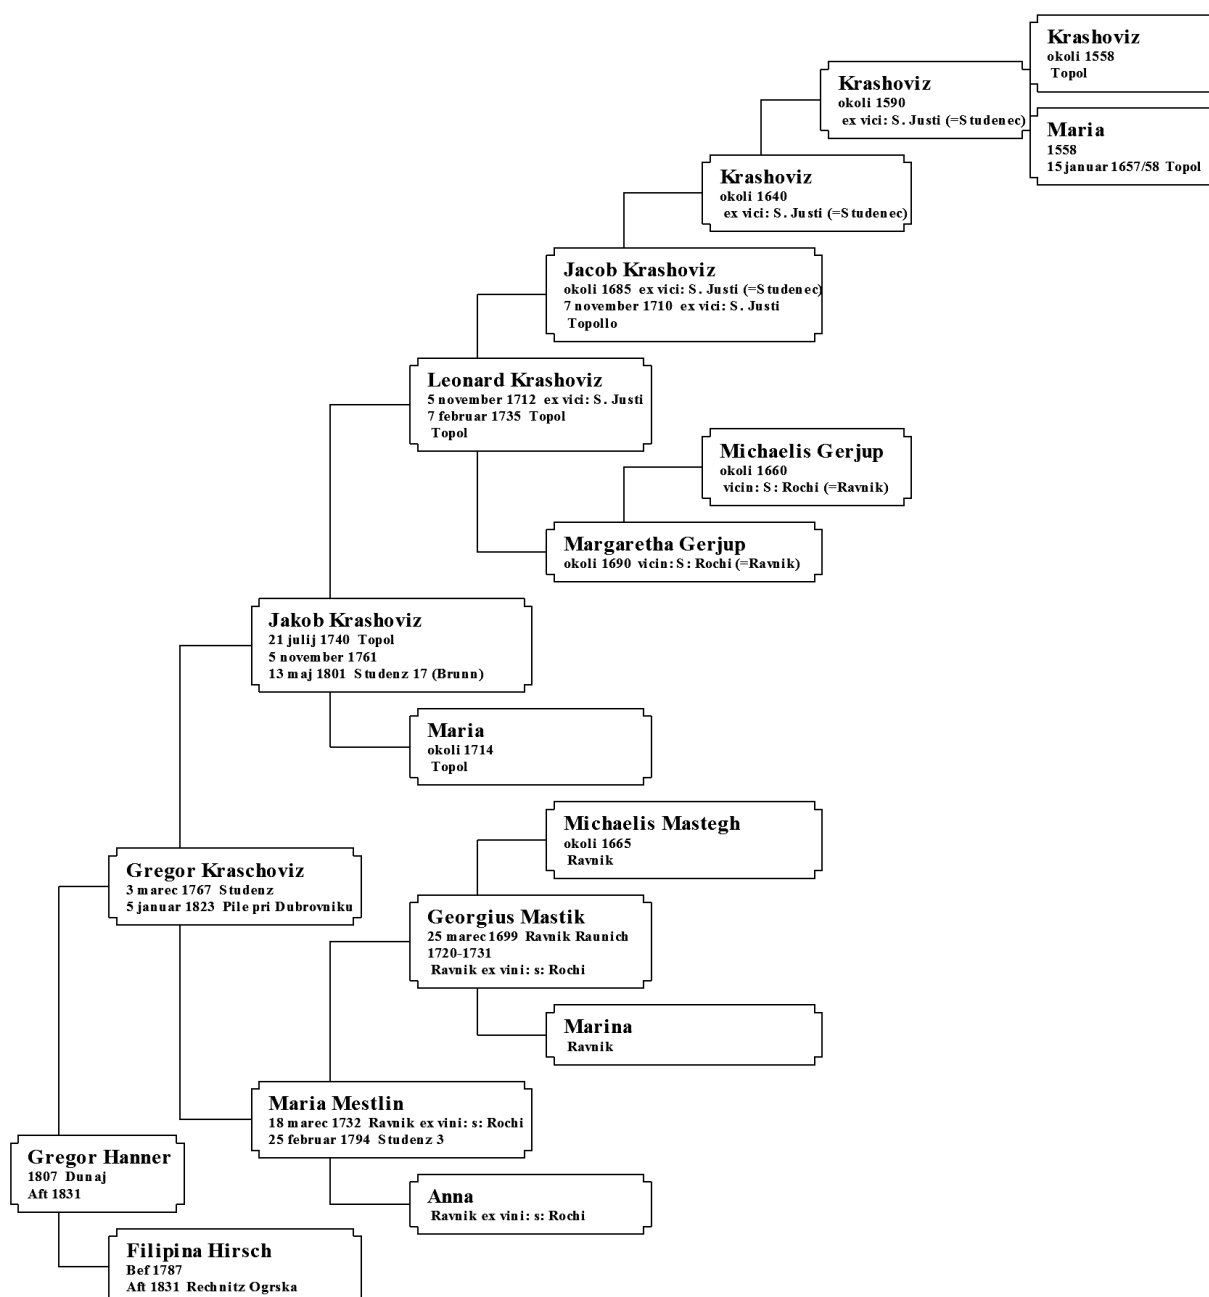 Krashoviz
okoli 1558
Topol
Krashoviz
okoli 1590
ex vici: S. Justi (=Studenec)
Maria
1558
15 januar 1657/58 Topol
Krashoviz
okoli 1640
ex vici: S. Justi (=Studenec)
Jacob Krashoviz
okoli 1685 ex vici: S. Justi (=Studenec)
7 november 1710 ex vici: S. Justi
Topollo
Leonard Krashoviz
5 november 1712 ex vici: S. Justi
7 februar 1735 Topol
Topol
Michaelis Gerjup
okoli 1660
vicin: S: Rochi (=Ravnik)
Margaretha Gerjup
okoli 1690 vicin: S: Rochi (=Ravnik)
Jakob Krashoviz
21 julij 1740 Topol
5 november 1761
13 maj 1801 Studenz 17 (Brunn)
Maria
okoli 1714
Topol
Michaelis Mastegh
okoli 1665
Ravnik
Gregor Kraschoviz
3 marec 1767 Studenz
5 januar 1823 Pile pri Dubrovniku
Georgius Mastik
25 marec 1699 Ravnik Raunich
1720-1731
Ravnik ex vini: s: Rochi
Marina
Ravnik
Maria Mestlin
18 marec 1732 Ravnik ex vini: s: Rochi
25 februar 1794 Studenz 3
Gregor Hanner
1807 Dunaj
Aft 1831
Anna
Ravnik ex vini: s: Rochi
Filipina Hirsch
Bef 1787
Aft 1831 Rechnitz Ogrska